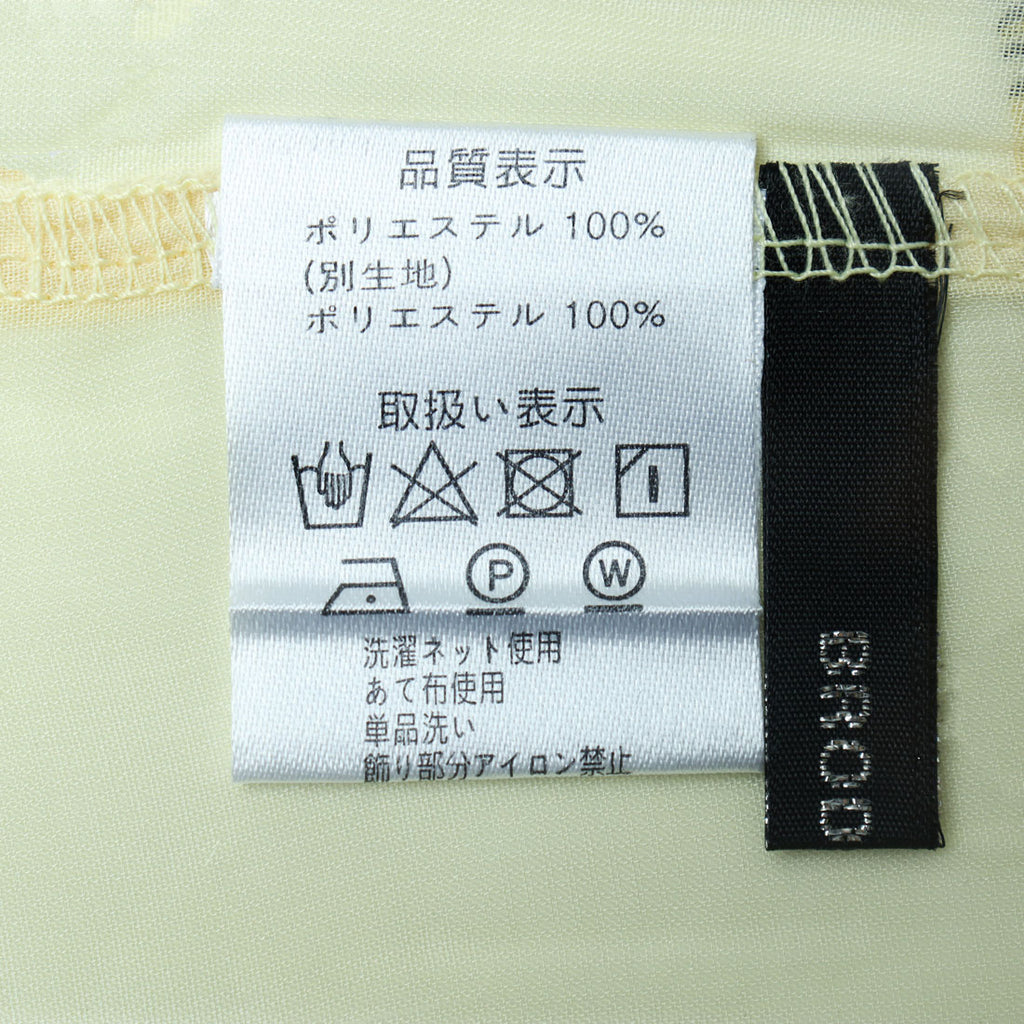 品質表示
ポリエステル 100%
(別生地)
ポリエステル 100%
取扱い表示
P W
洗濯ネット使用
あて布使用
単品洗い
飾り部分アイロン禁止
BROO